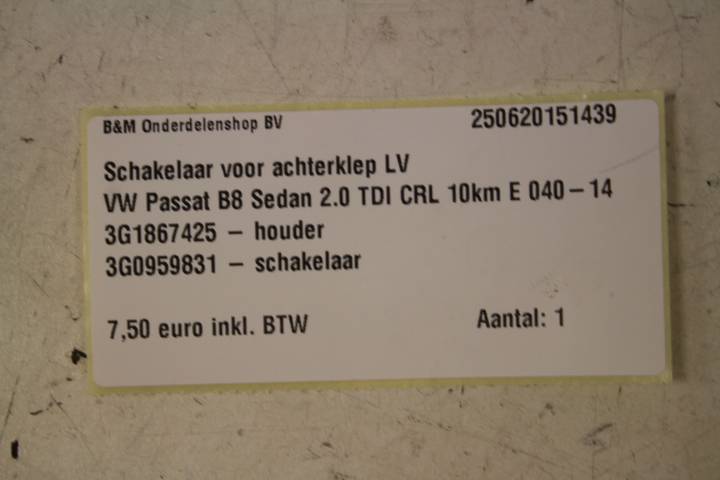 B&M Onderdelenshop BV 250620151439
Schakelaar voor achterklep LV
VW Passat B8 Sedan 2.0 TDI CRL 10km E 040-14
3G1867425 - houder
3G0959831 - schakelaar
7,50 euro inkl. BTW Aantal: 1